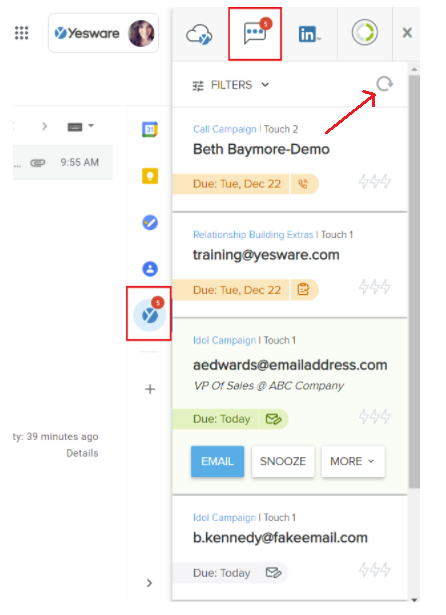 Yesware
5
in
FILTERS
Call Campaign | Touch 2
Beth Baymore-Demo
Due: Tue, Dec 22
9:55 AM
31
Relationship Building Extras | Touch 1
training@yesware.com
Due: Tue, Dec 22
5
Idol Campaign | Touch 1
aedwards@emailaddress.com
VP Of Sales @ ABC Company
Due: Today
EMAIL
SNOOZE
MORE
ty: 39 minutes ago
Details
Idol Campaign | Touch 1
b.kennedy@fakeemail.com
Due: Today